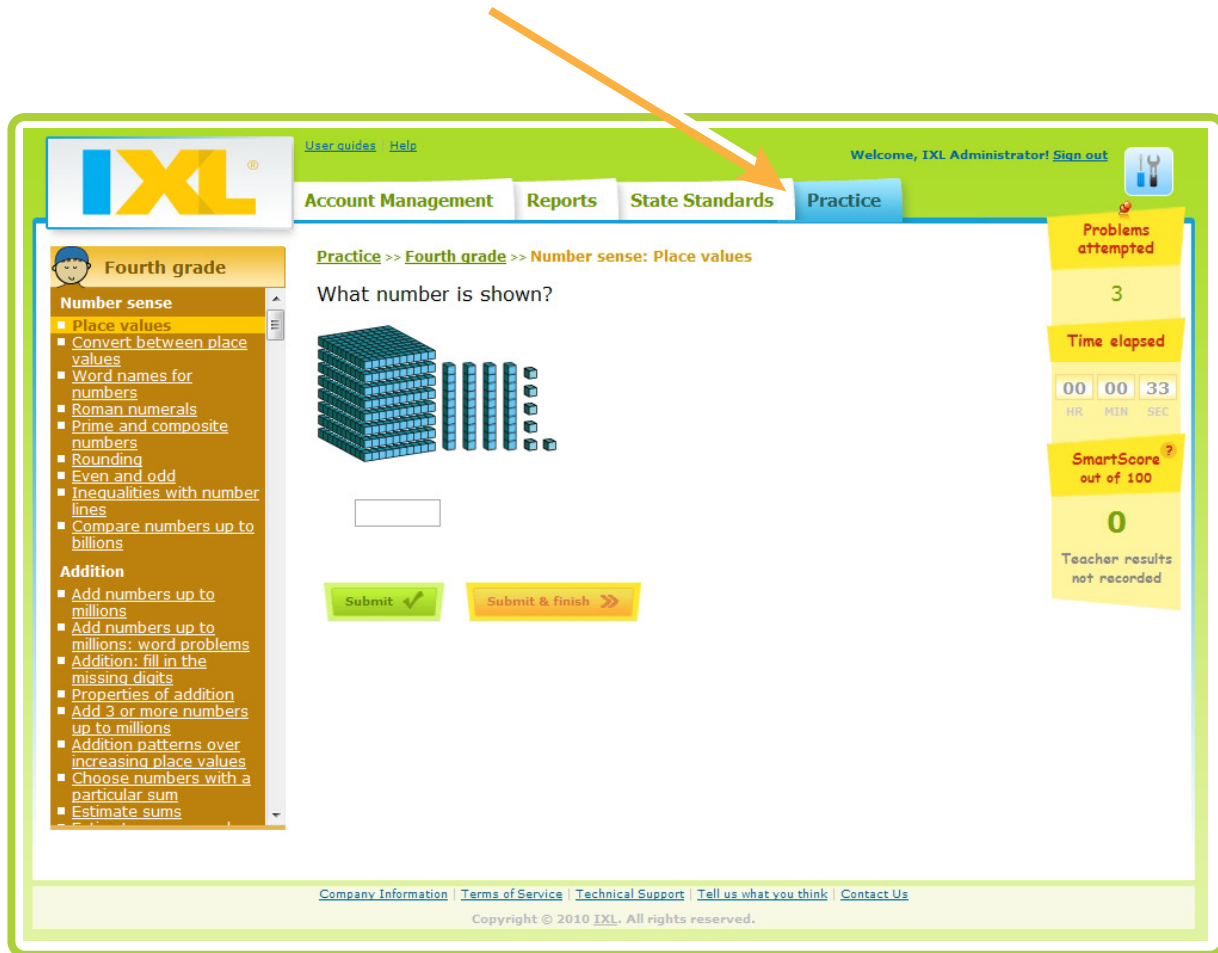 IXL®
User guides | Help
Welcome, IXL Administrator! Sign out
Account Management
Reports
State Standards
Practice
Fourth grade
Number sense
Place values
Convert between place
values
Word names for
numbers
Roman numerals
Prime and composite
numbers
Rounding
Even and odd
Inequalities with number
lines
Compare numbers up to
billions
Addition
Add numbers up to
millions
Add numbers up to
millions: word problems
Addition: fill in the
missing digits
Properties of addition
Add 3 or more numbers
up to millions
Addition patterns over
increasing place values
Choose numbers with a
particular sum
Estimate sums
Practice >> Fourth grade >> Number sense: Place values
What number is shown?
Submit
Submit & finish
Problems
attempted
3
Time elapsed
00 00 33
HR MIN SEC
SmartScore ?
out of 100
0
Teacher results
not recorded
Company Information | Terms of Service | Technical Support | Tell us what you think | Contact Us
Copyright © 2010 IXL. All rights reserved.